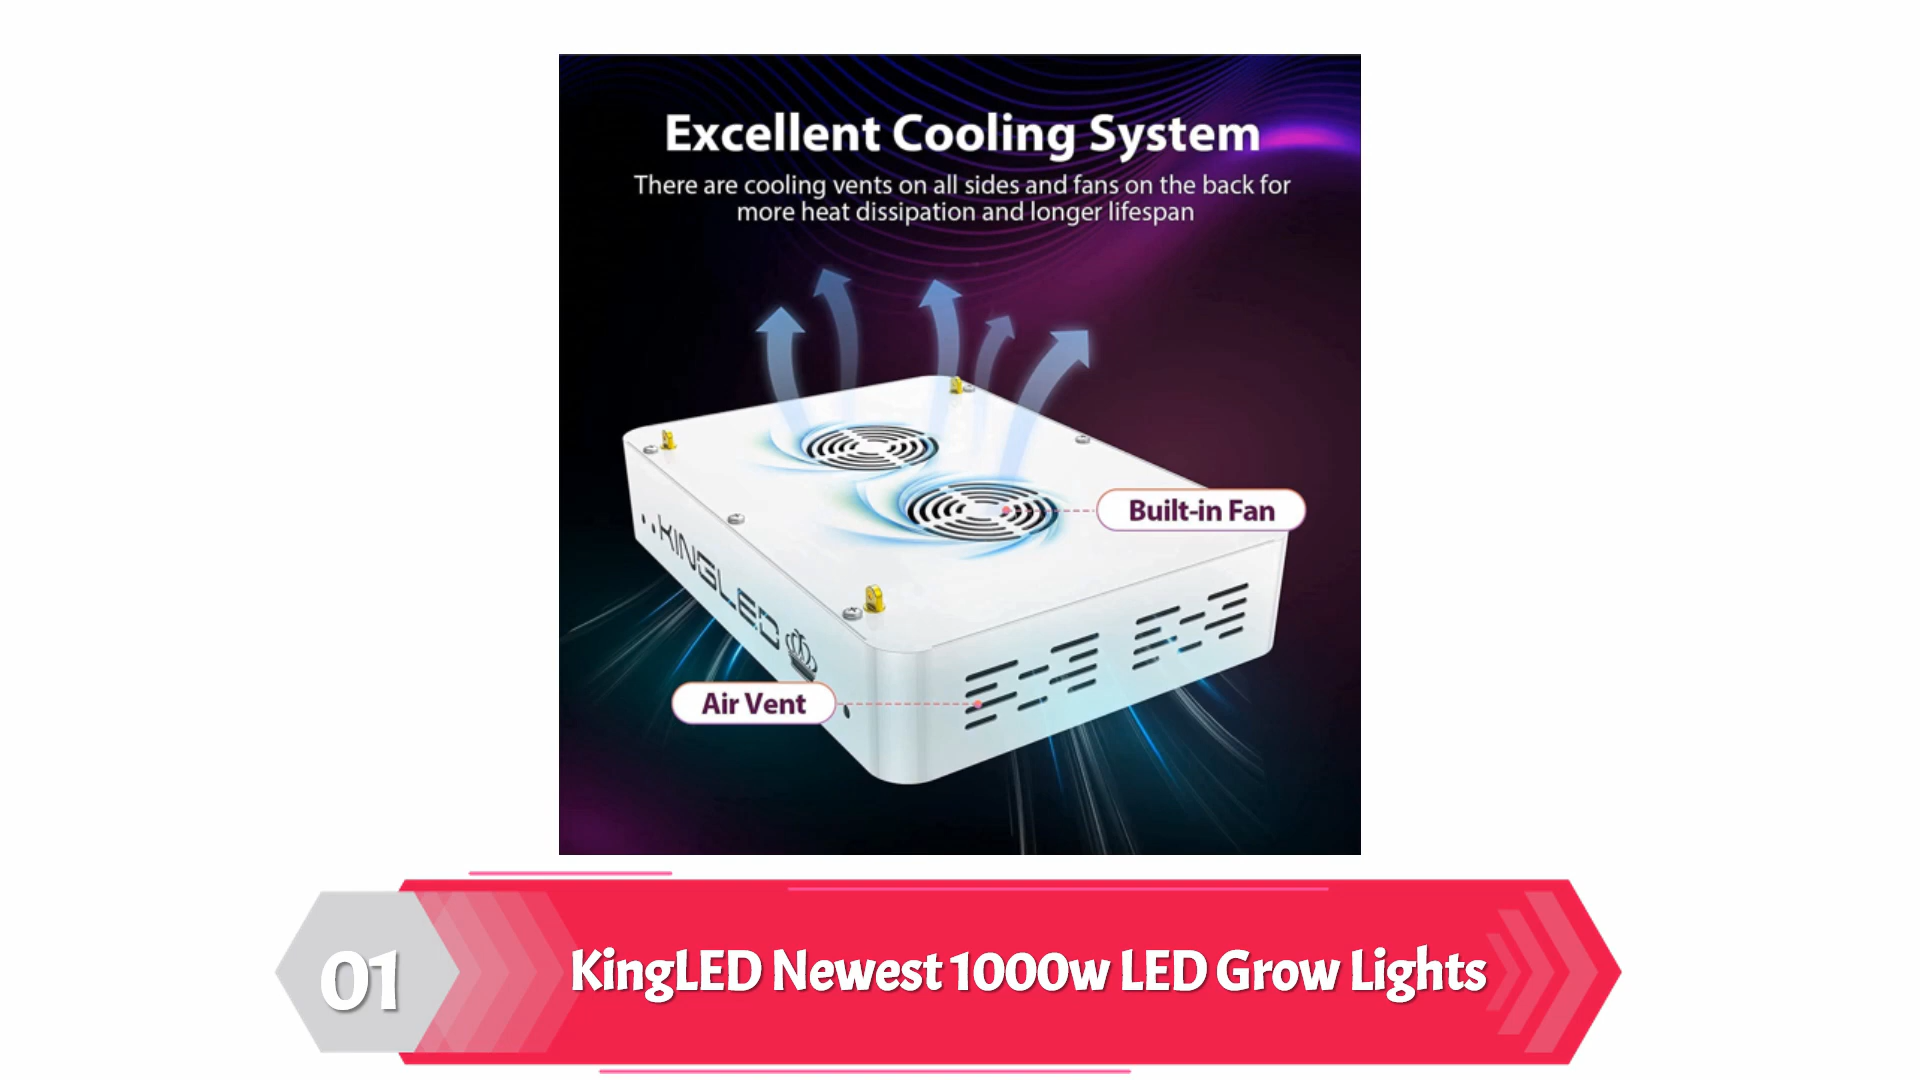 Excellent Cooling System
There are cooling vents on all sides and fans on the back for
more heat dissipation and longer lifespan
Built-in Fan
KINGLED
Air Vent
01
KingLED Newest 1000w LED Grow Lights